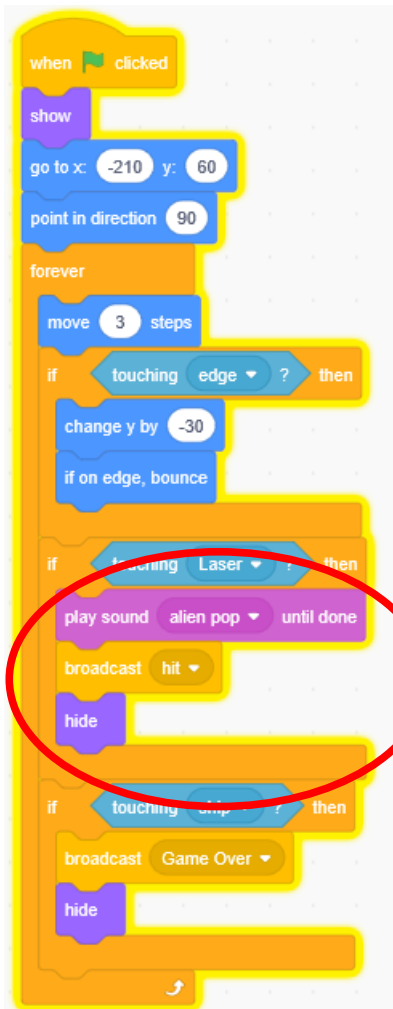 when clicked
show
go to x: -210 y: 60
point in direction 90
forever
move 3 steps
if touching edge ? then
change y by -30
if on edge, bounce
if touching Laser ? then
play sound alien pop until done
broadcast hit
hide
if touching ship ? then
broadcast Game Over
hide